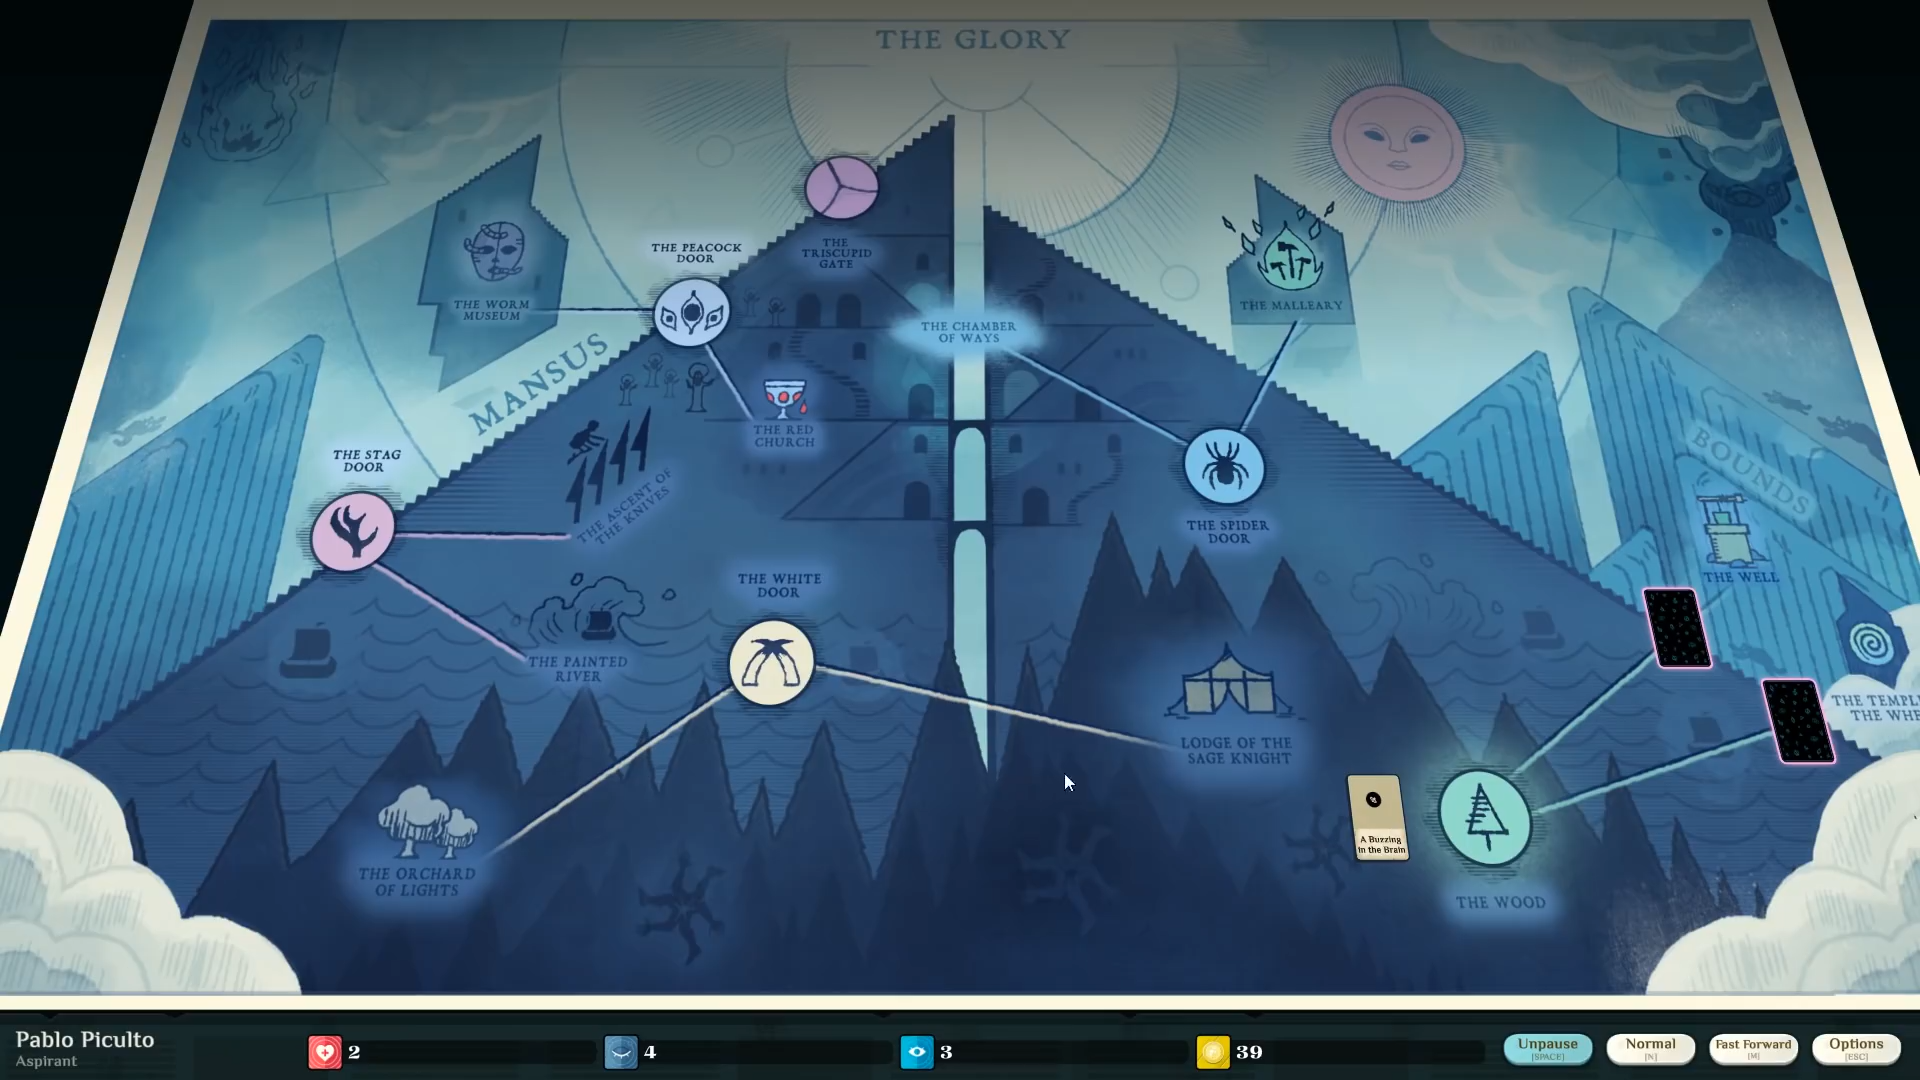 THE GLORY
THE PEACOCK
DOOR
THE
TRISCUPID
GATE
THE WORM
MUSEUM
THE CHAMBER
OF WAYS
THE MALLEARY
MANSUS
THE RED
CHURCH
THE STAG
DOOR
THE ASCENT OF
THE KNIVES
BOUNDS
THE SPIDER
DOOR
THE WELL
THE WHITE
DOOR
THE PAINTED
RIVER
THE
LODGE OF THE
SAGE KNIGHT
A Buzzing
in the Brain
THE ORCHARD
OF LIGHTS
THE WOOD
Pablo Piculto
Aspirant
2
4
3
39
Unpause
[SPACE]
Normal
[N]
Fast Forward
[M]
Options
[ESC]